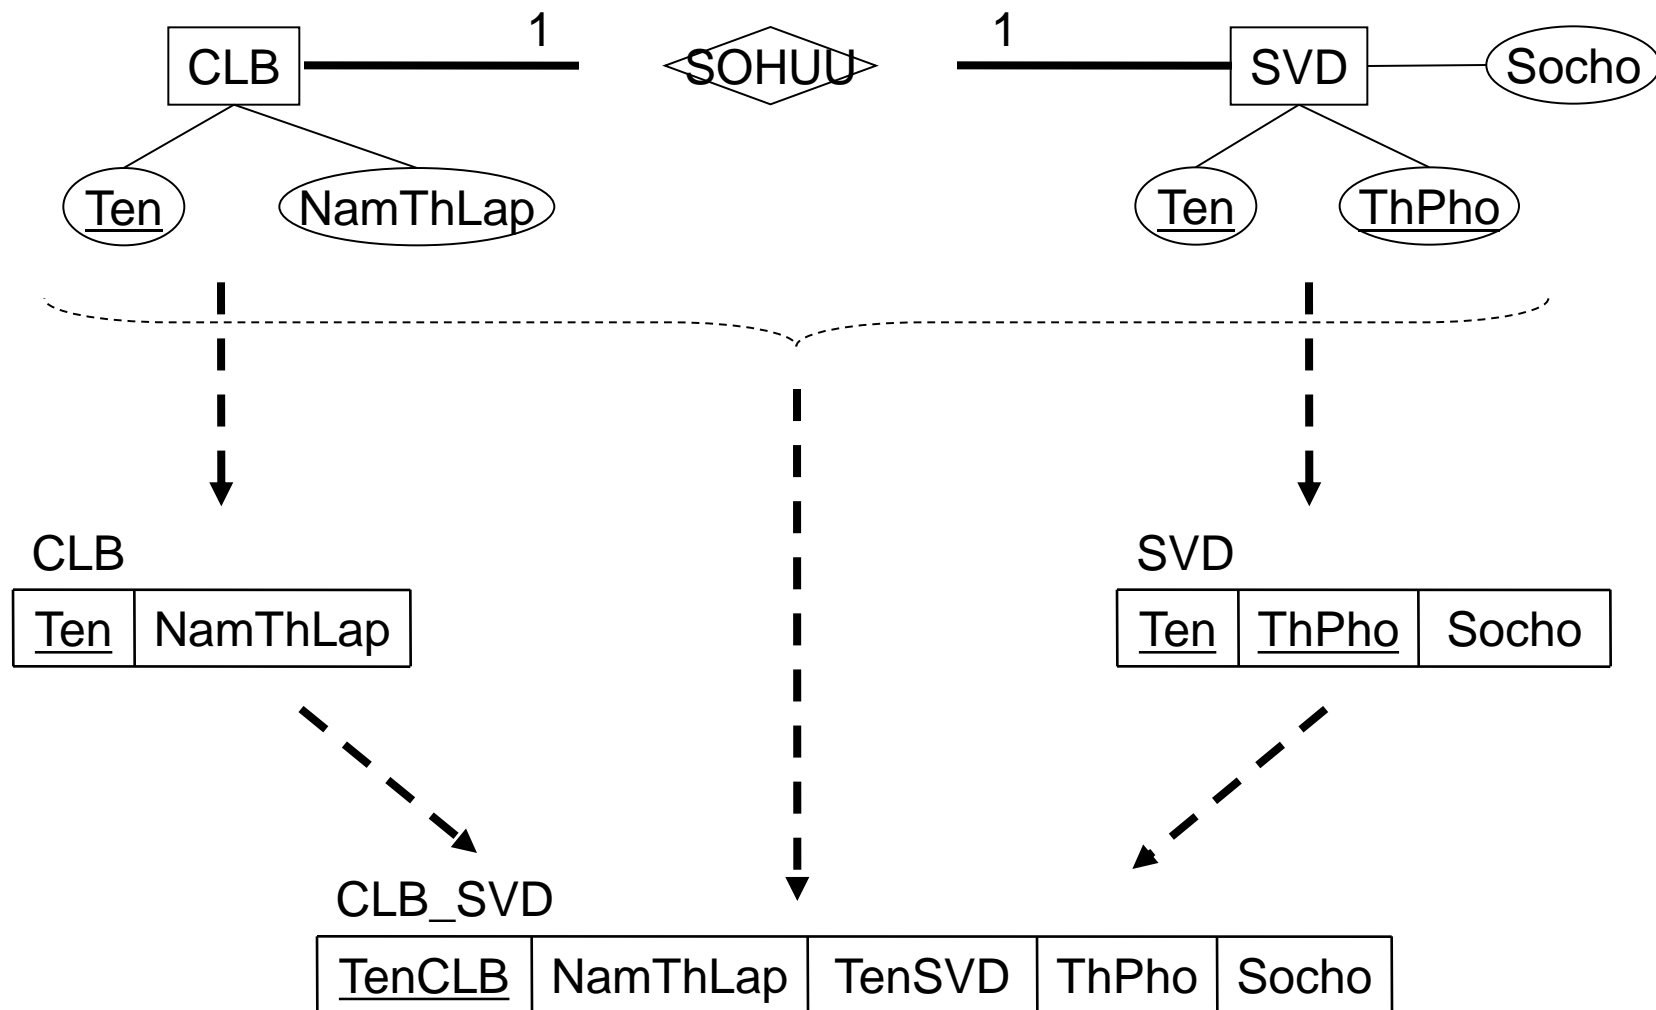 1 1
CLB SOHUU SVD Socho
Ten NamThLap Ten ThPho
CLB SVD
Ten NamThLap Ten ThPho Socho
CLB_SVD
TenCLB NamThLap TenSVD ThPho Socho